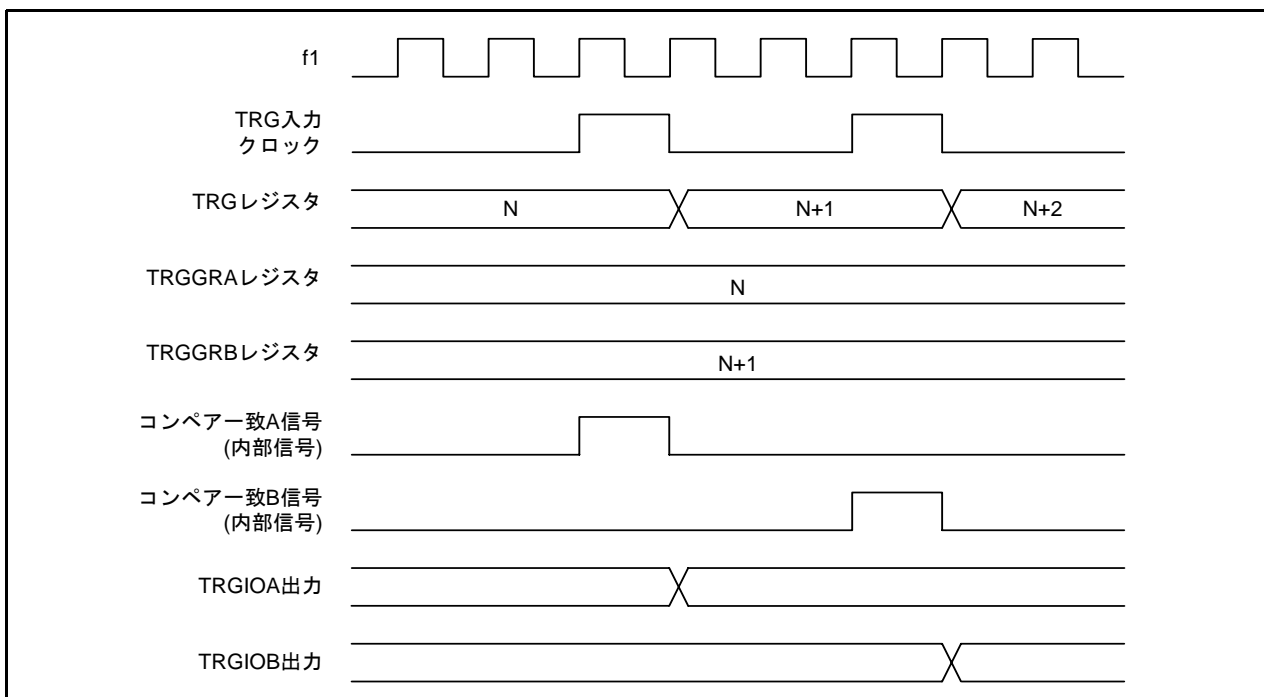 f1
TRG入力
クロック
TRGレジスタ
N
N+1
N+2
TRGGRAレジスタ
N
TRGGRBレジスタ
N+1
コンペア一致A信号
(内部信号)
コンペア一致B信号
(内部信号)
TRGIOA出力
TRGIOB出力